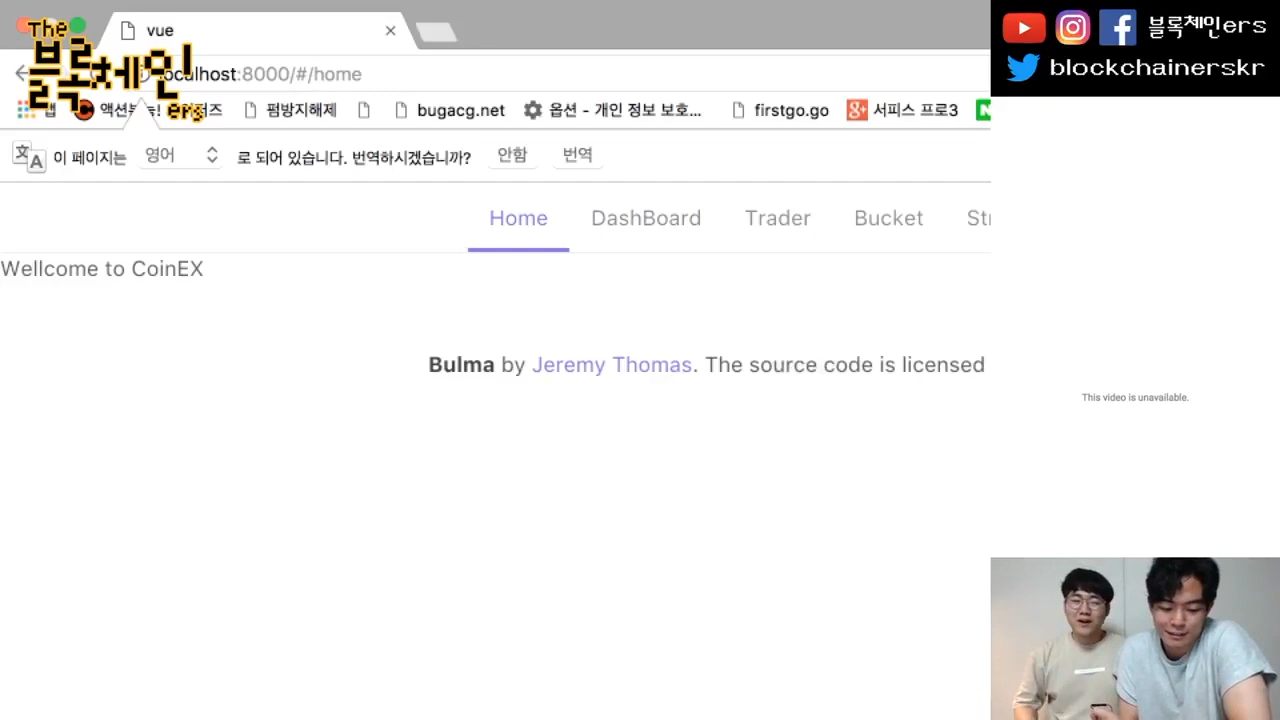 The
블록체인
ers
vue
localhost:8000/#/home
펌방지해제
bugacg.net
옵션 - 개인 정보 보호...
firstgo.go
서피스 프로3
이 페이지는 영어 로 되어 있습니다. 번역하시겠습니까? 안함 번역
Home DashBoard Trader Bucket Str
Wellcome to CoinEX
Bulma by Jeremy Thomas. The source code is licensed
블록체인ers
blockchainerskr
This video is unavailable.